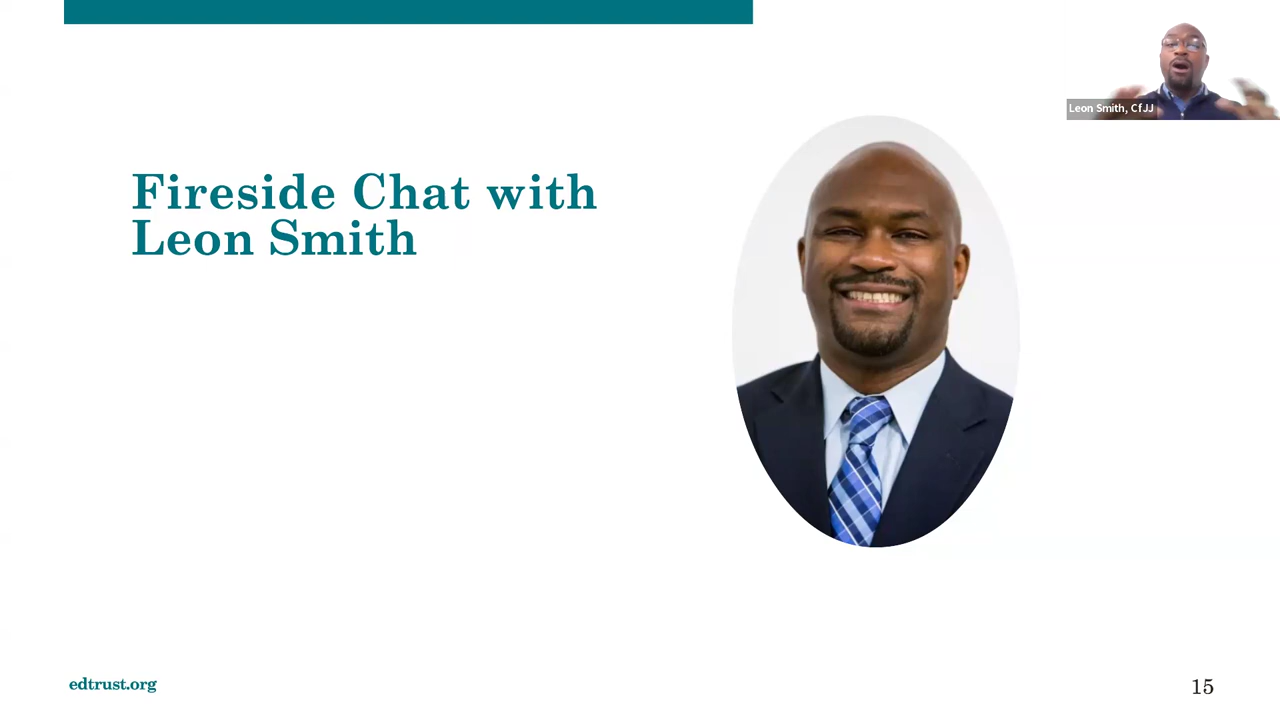 Leon Smith, CfJJ
Fireside Chat with
Leon Smith
edtrust.org
15